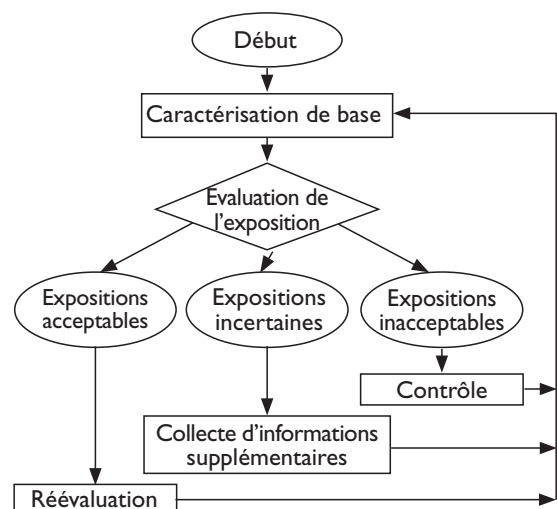 Début
Caractérisation de base
Evaluation de
l'exposition
Expositions
acceptables
Expositions
incertaines
Expositions
inacceptables
Contrôle
Collecte d'informations
supplémentaires
Réévaluation